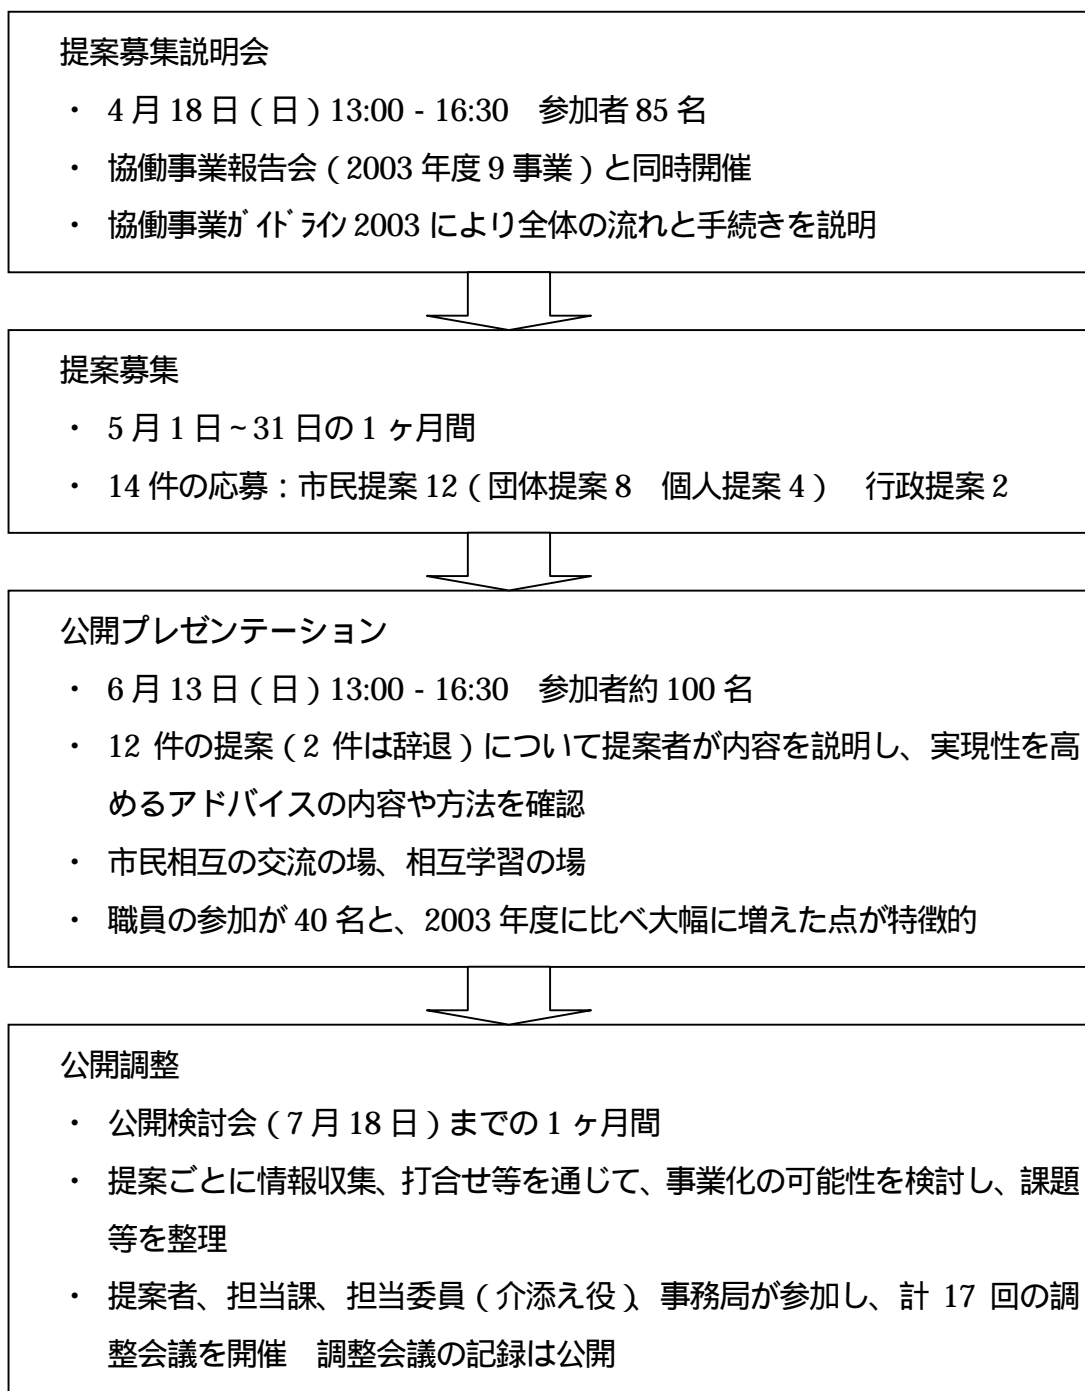 提案募集説明会
・ 4月18日(日)13:00 - 16:30 参加者85名
・ 協働事業報告会(2003年度9事業)と同時開催
・ 協働事業ｶﾞｲﾄﾞﾗｲﾝ2003により全体の流れと手続きを説明
提案募集
・ 5月1日~31日の1ヶ月間
・ 14件の応募:市民提案12(団体提案8 個人提案4) 行政提案2
公開プレゼンテーション
・ 6月13日(日)13:00 - 16:30 参加者約100名
・ 12件の提案(2件は辞退)について提案者が内容を説明し、実現性を高
めるアドバイスの内容や方法を確認
・ 市民相互の交流の場、相互学習の場
・ 職員の参加が40名と、2003年度に比べ大幅に増えた点が特徴的
公開調整
・ 公開検討会(7月18日)までの1ヶ月間
・ 提案ごとに情報収集、打合せ等を通じて、事業化の可能性を検討し、課題
等を整理
・ 提案者、担当課、担当委員(介添え役)、事務局が参加し、計17回の調
整会議を開催 調整会議の記録は公開